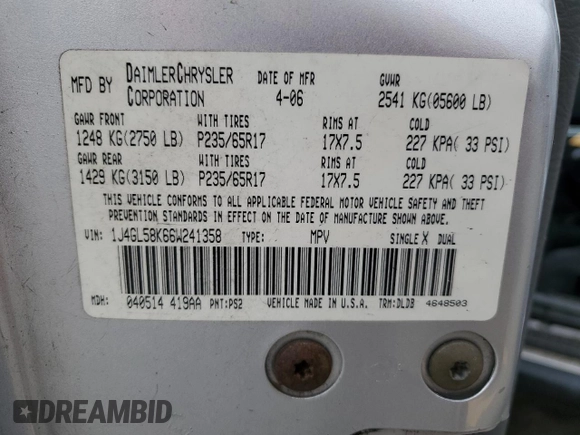 MFD BY DAIMLERCHRYSLER CORPORATION DATE OF MFR 4-06 GVWR 2541 KG(05600 LB)
GAWR FRONT WITH TIRES RIMS AT COLD
1248 KG(2750 LB) P235/65R17 17X7.5 227 KPA( 33 PSI)
GAWR REAR WITH TIRES RIMS AT COLD
1429 KG(3150 LB) P235/65R17 17X7.5 227 KPA( 33 PSI)
THIS VEHICLE CONFORMS TO ALL APPLICABLE FEDERAL MOTOR VEHICLE SAFETY AND THEFT
PREVENTION STANDARDS IN EFFECT ON THE DATE OF MANUFACTURE SHOWN ABOVE.
VIN: 1J4GL58K66W241358 TYPE: MPV SINGLE X DUAL
MDH: 040514 419AA PNT:PS2 VEHICLE MADE IN U.S.A. TRM:DLDB 4648503
DREAMBID